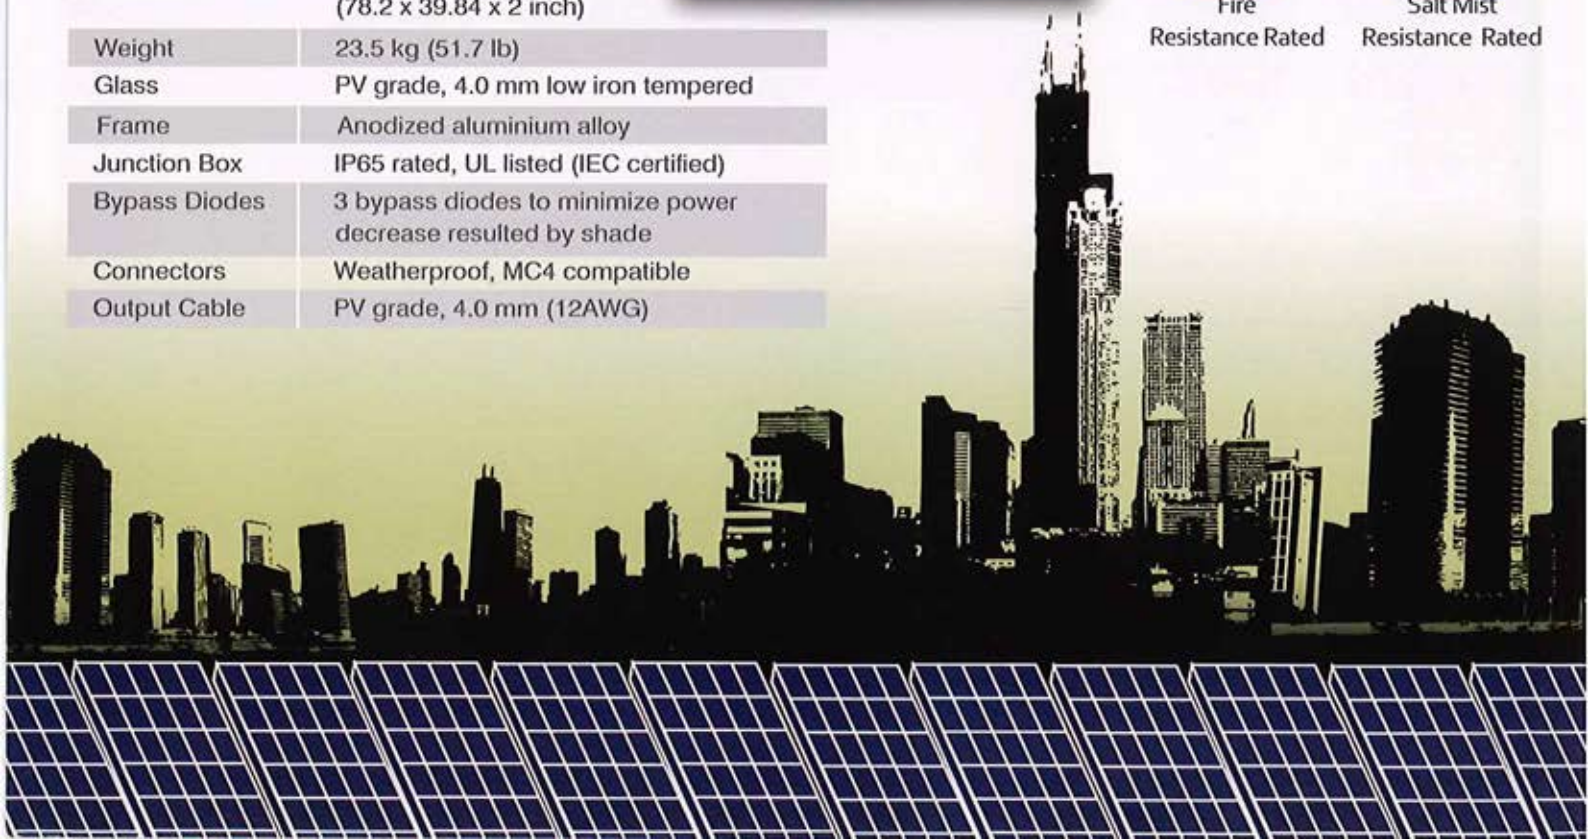 (78.2 x 39.84 x 2 inch)
Weight 23.5 kg (51.7 lb)
Glass PV grade, 4.0 mm low iron tempered
Frame Anodized aluminium alloy
Junction Box IP65 rated, UL listed (IEC certified)
Bypass Diodes 3 bypass diodes to minimize power
decrease resulted by shade
Connectors Weatherproof, MC4 compatible
Output Cable PV grade, 4.0 mm (12AWG)
Fire
Resistance Rated
Salt Mist
Resistance Rated